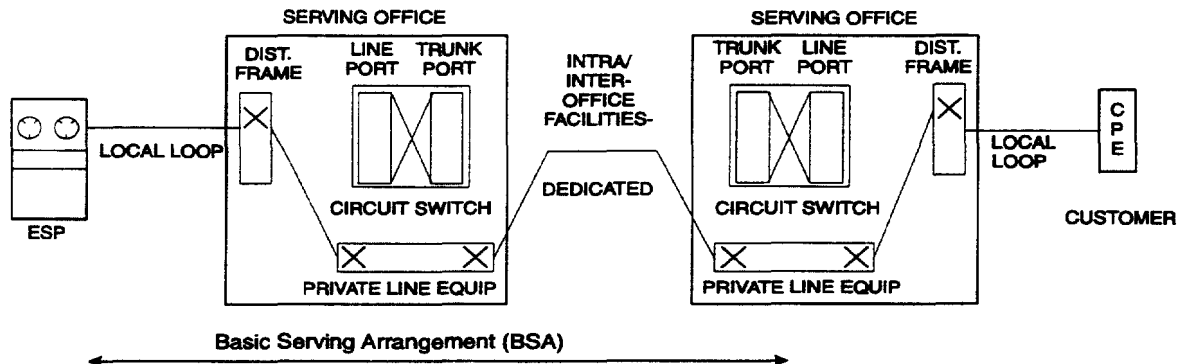 SERVING OFFICE
SERVING OFFICE
DIST.
FRAME
LINE
PORT
TRUNK
PORT
INTRA/
INTER-
OFFICE
FACILITIES-
TRUNK
PORT
LINE
PORT
DIST.
FRAME
C
P
E
LOCAL LOOP
LOCAL
LOOP
DEDICATED
CIRCUIT SWITCH
CIRCUIT SWITCH
ESP
CUSTOMER
PRIVATE LINE EQUIP
PRIVATE LINE EQUIP
Basic Serving Arrangement (BSA)